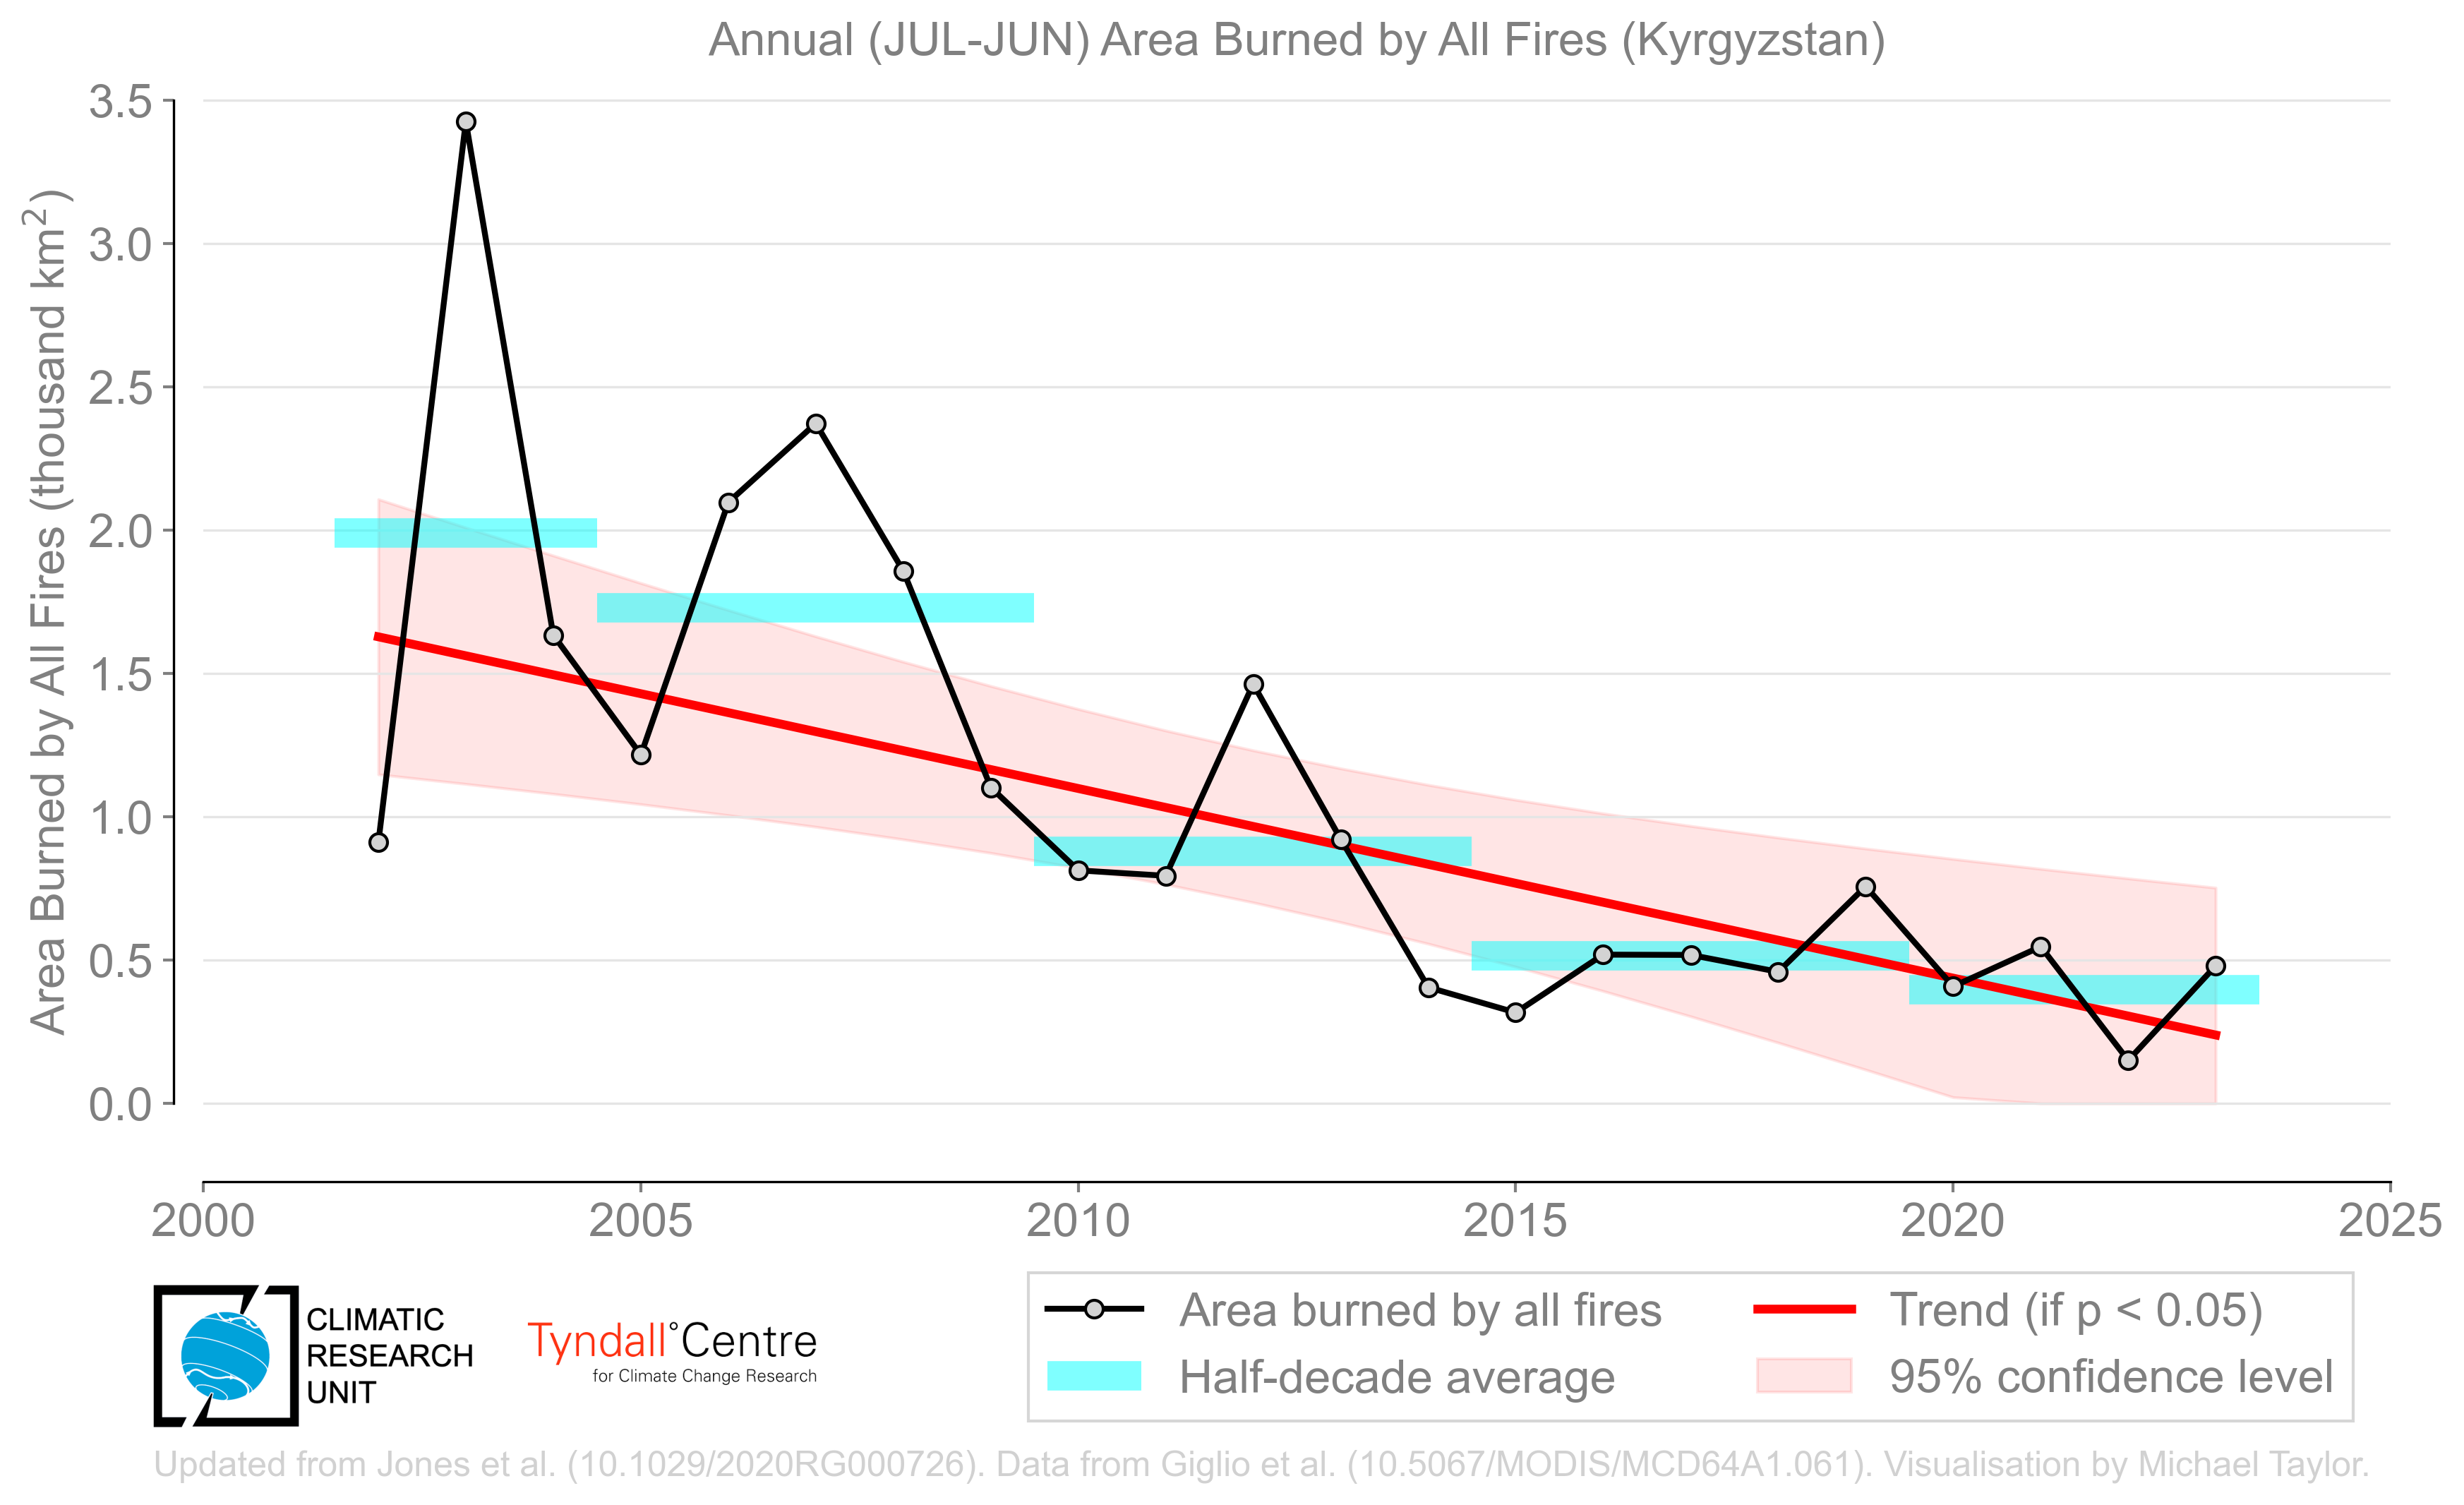 Annual (JUL-JUN) Area Burned by All Fires (Kyrgyzstan)
Area Burned by All Fires (thousand km²)
3.5
3.0
2.5
2.0
1.5
1.0
0.5
0.0
2000 2005 2010 2015 2020 2025
CLIMATIC
RESEARCH
UNIT
Tyndall°Centre
for Climate Change Research
Area burned by all fires
Trend (if p < 0.05)
Half-decade average
95% confidence level
Updated from Jones et al. (10.1029/2020RG000726). Data from Giglio et al. (10.5067/MODIS/MCD64A1.061). Visualisation by Michael Taylor.